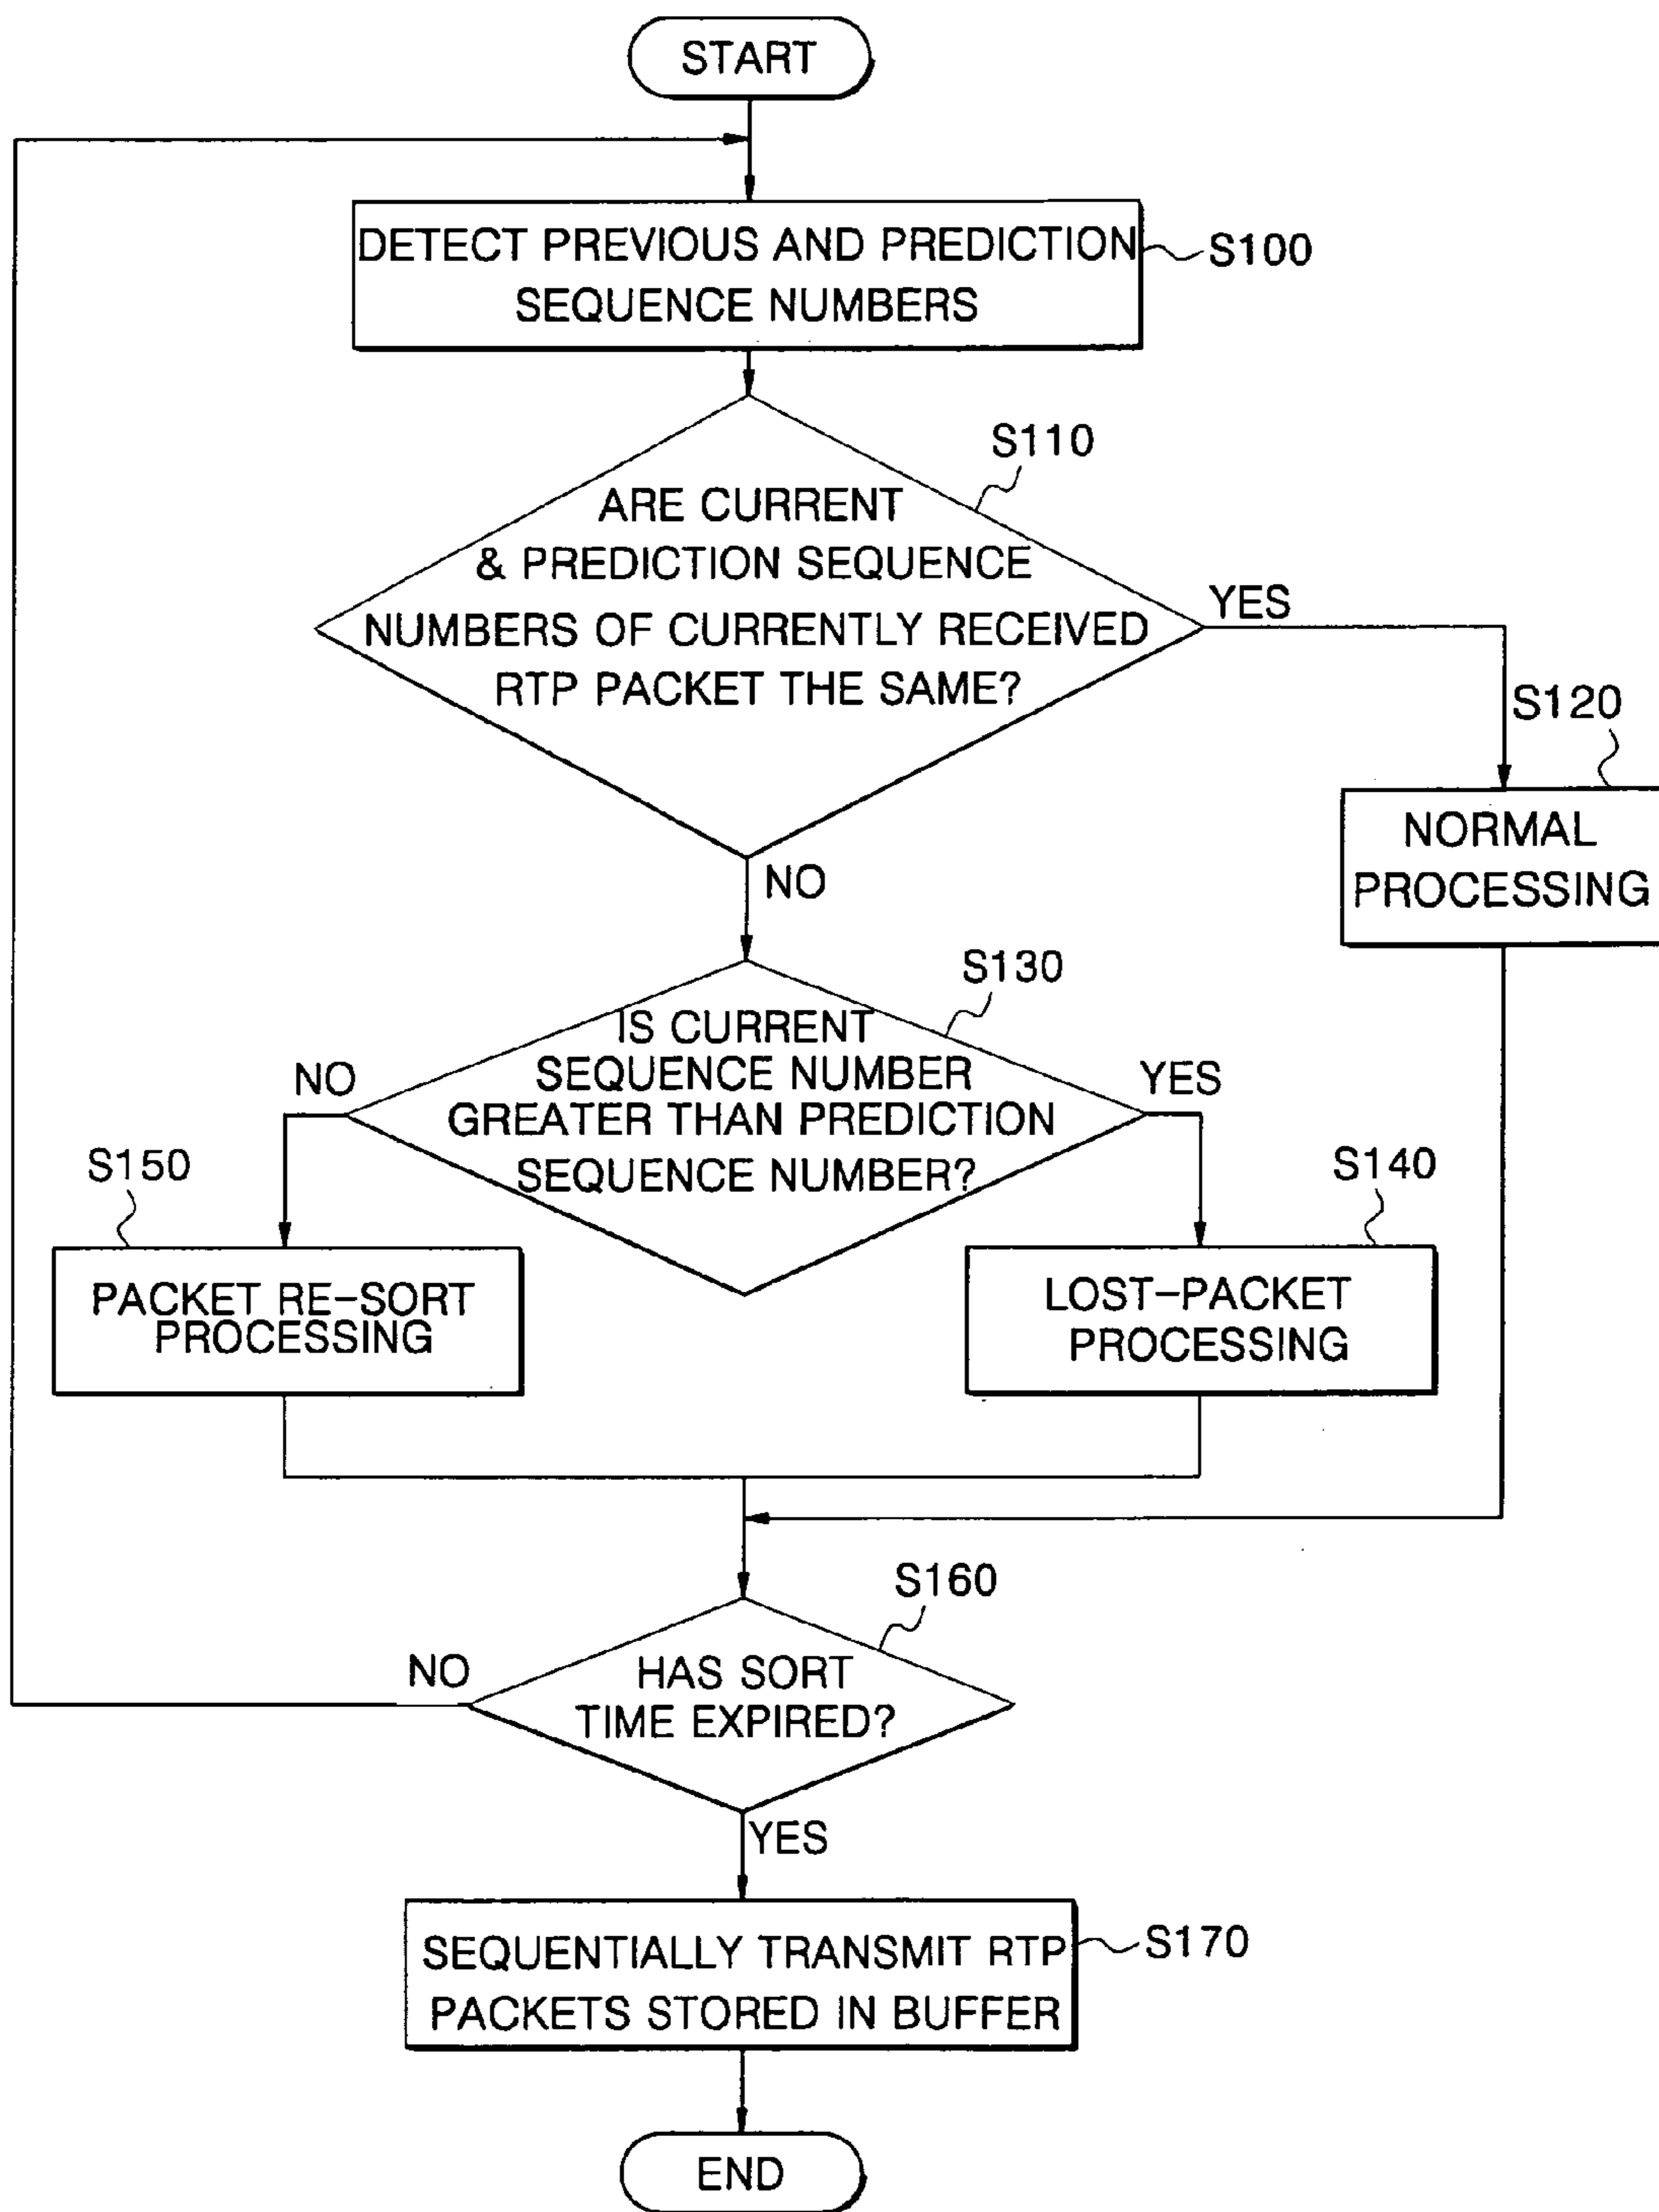 START
DETECT PREVIOUS AND PREDICTION
SEQUENCE NUMBERS
S100
S110
ARE CURRENT
& PREDICTION SEQUENCE
NUMBERS OF CURRENTLY RECEIVED
RTP PACKET THE SAME?
YES
S120
NORMAL
PROCESSING
NO
S130
IS CURRENT
SEQUENCE NUMBER
GREATER THAN PREDICTION
SEQUENCE NUMBER?
NO
YES
S150
PACKET RE-SORT
PROCESSING
S140
LOST-PACKET
PROCESSING
S160
HAS SORT
TIME EXPIRED?
NO
YES
SEQUENTIALLY TRANSMIT RTP
PACKETS STORED IN BUFFER
S170
END